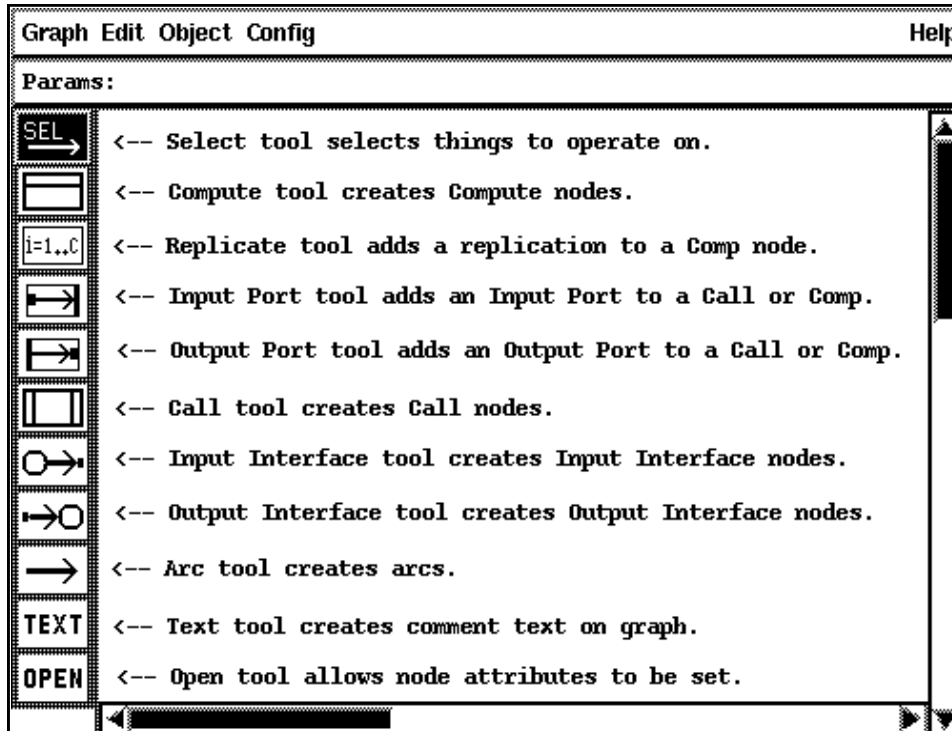 Graph Edit Object Config Help
Params:
SEL <-- Select tool selects things to operate on.
<-- Compute tool creates Compute nodes.
i=1..C <-- Replicate tool adds a replication to a Comp node.
<-- Input Port tool adds an Input Port to a Call or Comp.
<-- Output Port tool adds an Output Port to a Call or Comp.
<-- Call tool creates Call nodes.
<-- Input Interface tool creates Input Interface nodes.
<-- Output Interface tool creates Output Interface nodes.
<-- Arc tool creates arcs.
TEXT <-- Text tool creates comment text on graph.
OPEN <-- Open tool allows node attributes to be set.